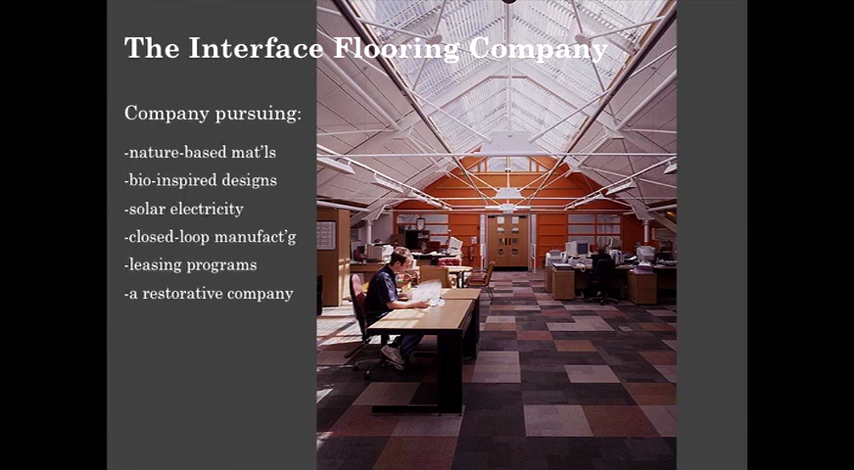 The Interface Flooring Company
Company pursuing:
-nature-based mat'ls
-bio-inspired designs
-solar electricity
-closed-loop manufact'g
-leasing programs
-a restorative company